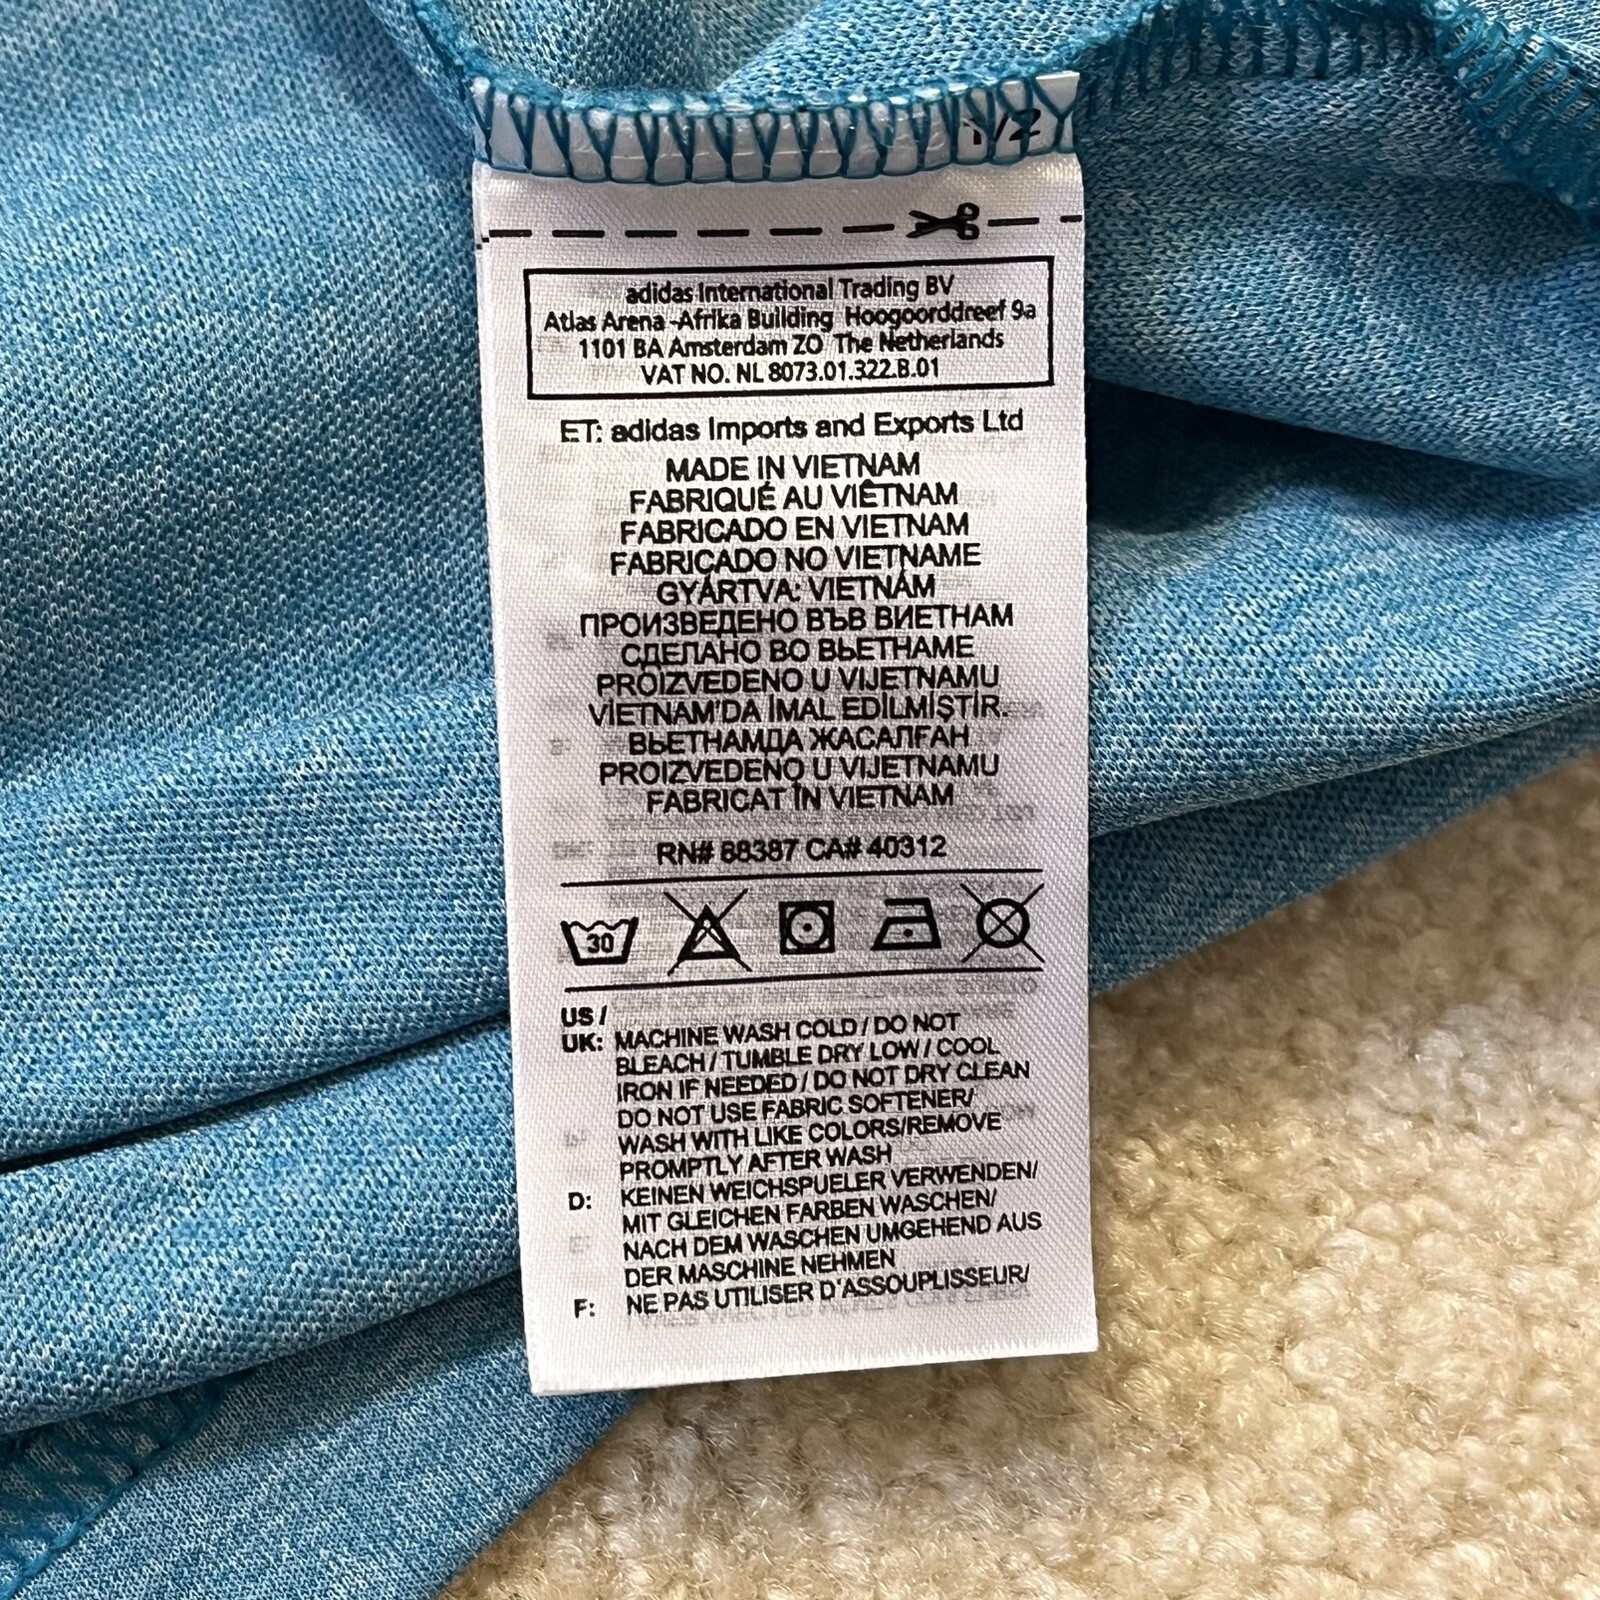 1/2
adidas International Trading BV
Atlas Arena -Afrika Building Hoogoorddreef 9a
1101 BA Amsterdam ZO The Netherlands
VAT NO. NL 8073.01.322.B.01
ET: adidas Imports and Exports Ltd
MADE IN VIETNAM
FABRIQUÉ AU VIÊTNAM
FABRICADO EN VIETNAM
FABRICADO NO VIETNAME
GYÁRTVA: VIETNÁM
ПРОИЗВЕДЕНО ВЪВ ВИЕТНАМ
СДЕЛАНО ВО ВЬЕТНАМЕ
PROIZVEDENO U VIJETNAMU
VİETNAM'DA İMAL EDİLMİŞTİR.
ВЬЕТНАМДА ЖАСАЛҒАН
PROIZVEDENO U VIJETNAMU
FABRICAT ÎN VIETNAM
RN# 88387 CA# 40312
30
US /
UK: MACHINE WASH COLD / DO NOT
BLEACH / TUMBLE DRY LOW / COOL
IRON IF NEEDED / DO NOT DRY CLEAN
DO NOT USE FABRIC SOFTENER/
WASH WITH LIKE COLORS/REMOVE
PROMPTLY AFTER WASH
D: KEINEN WEICHSPUELER VERWENDEN/
MIT GLEICHEN FARBEN WASCHEN/
NACH DEM WASCHEN UMGEHEND AUS
DER MASCHINE NEHMEN
F: NE PAS UTILISER D'ASSOUPLISSEUR/